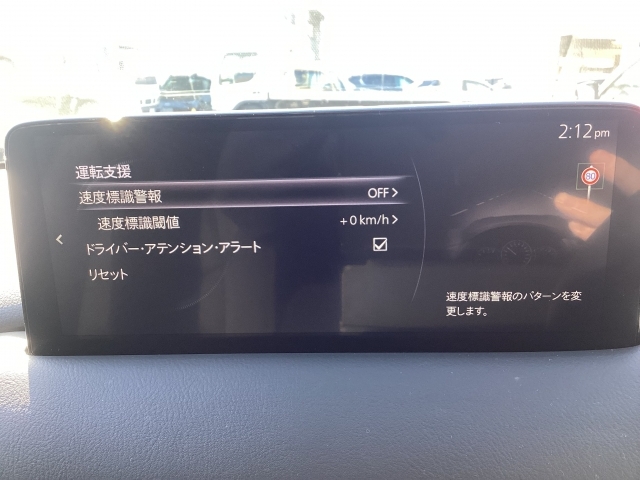 2:12 pm
運転支援
速度標識警報 OFF
速度標識閾値 +0 km/h
ドライバー・アテンション・アラート
リセット
速度標識警報のパターンを変
更します。